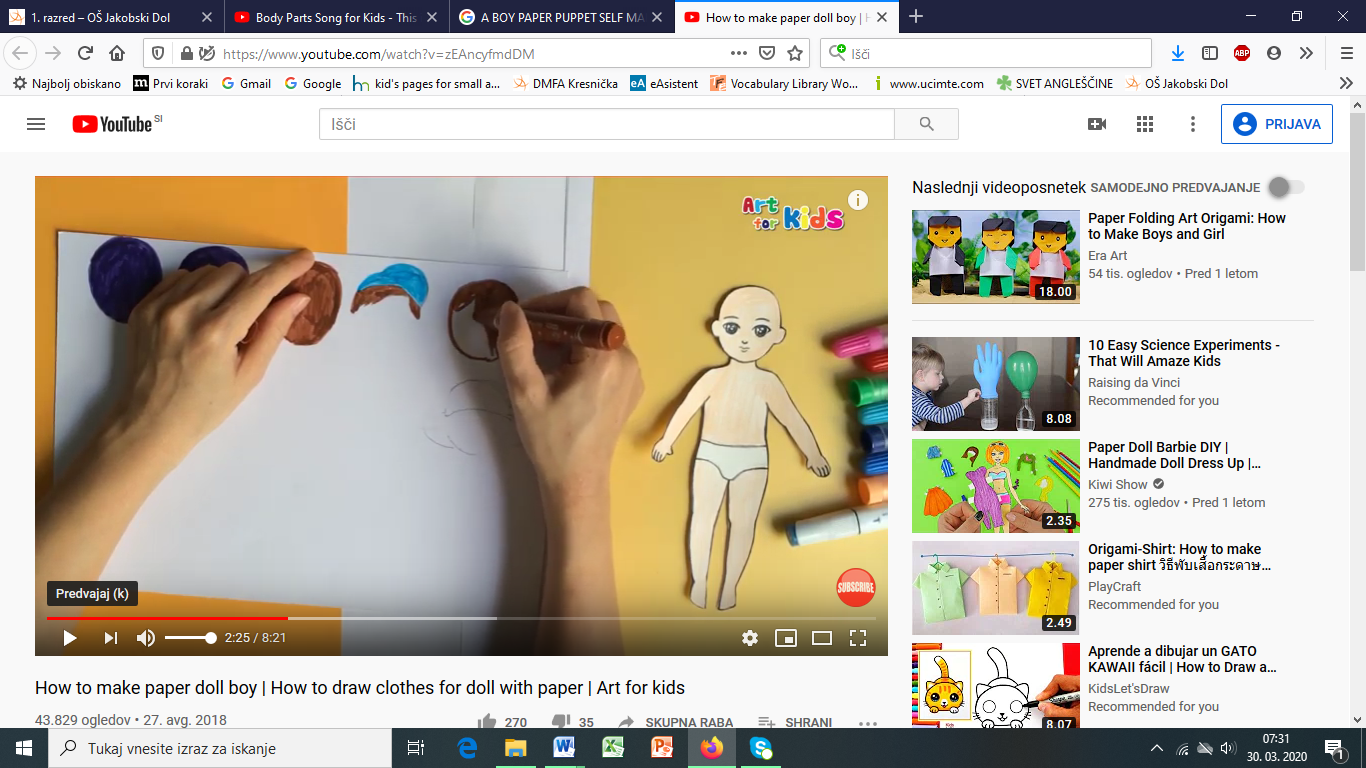 1. razred – OŠ Jakobski Dol
Body Parts Song for Kids - This
A BOY PAPER PUPPET SELF MA
How to make paper doll boy | H
https://www.youtube.com/watch?v=zEAncyfmdDM
Išči
ABP
Najbolj obiskano
m Prvi koraki
G Gmail
G Google
kid's pages for small a...
DMFA Kresnička
eA eAsistent
Vocabulary Library Wo...
i www.ucimte.com
SVET ANGLEŠČINE
OŠ Jakobski Dol
YouTube SI
Išči
PRIJAVA
Art for Kids
i
SUBSCRIBE
Predvajaj (k)
2:25 / 8:21
How to make paper doll boy | How to draw clothes for doll with paper | Art for kids
43.829 ogledov • 27. avg. 2018
270
35
SKUPNA RABA
SHRANI
Naslednji videoposnetek
SAMODEJNO PREDVAJANJE
Paper Folding Art Origami: How
to Make Boys and Girl
Era Art
54 tis. ogledov • Pred 1 letom
18.00
10 Easy Science Experiments -
That Will Amaze Kids
Raising da Vinci
Recommended for you
8.08
Paper Doll Barbie DIY |
Handmade Doll Dress Up |...
Kiwi Show
275 tis. ogledov • Pred 1 letom
2.35
Origami-Shirt: How to make
paper shirt วิธีพับเสื้อกระดาษ...
PlayCraft
Recommended for you
2.49
Aprende a dibujar un GATO
KAWAII fácil | How to Draw a...
KidsLet'sDraw
Recommended for you
8.07
Tukaj vnesite izraz za iskanje
07:31
30. 03. 2020
1